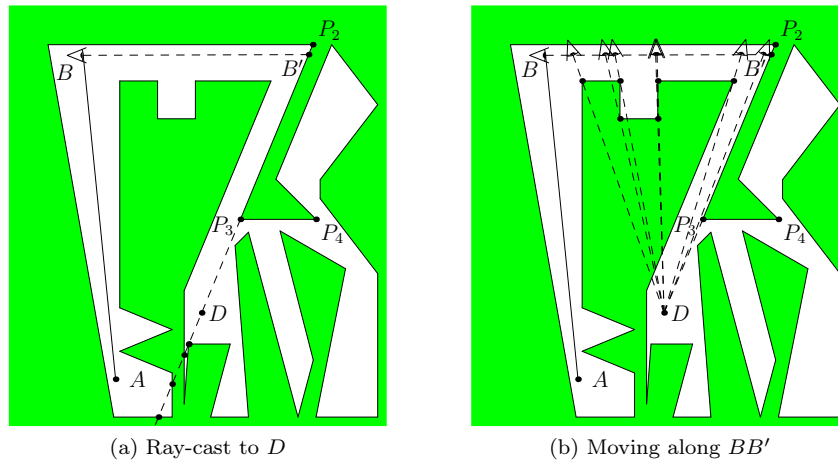 P2
B
B′
P3
P4
D
A
(a) Ray-cast to D
P2
B
B′
P3
P4
D
A
(b) Moving along BB′